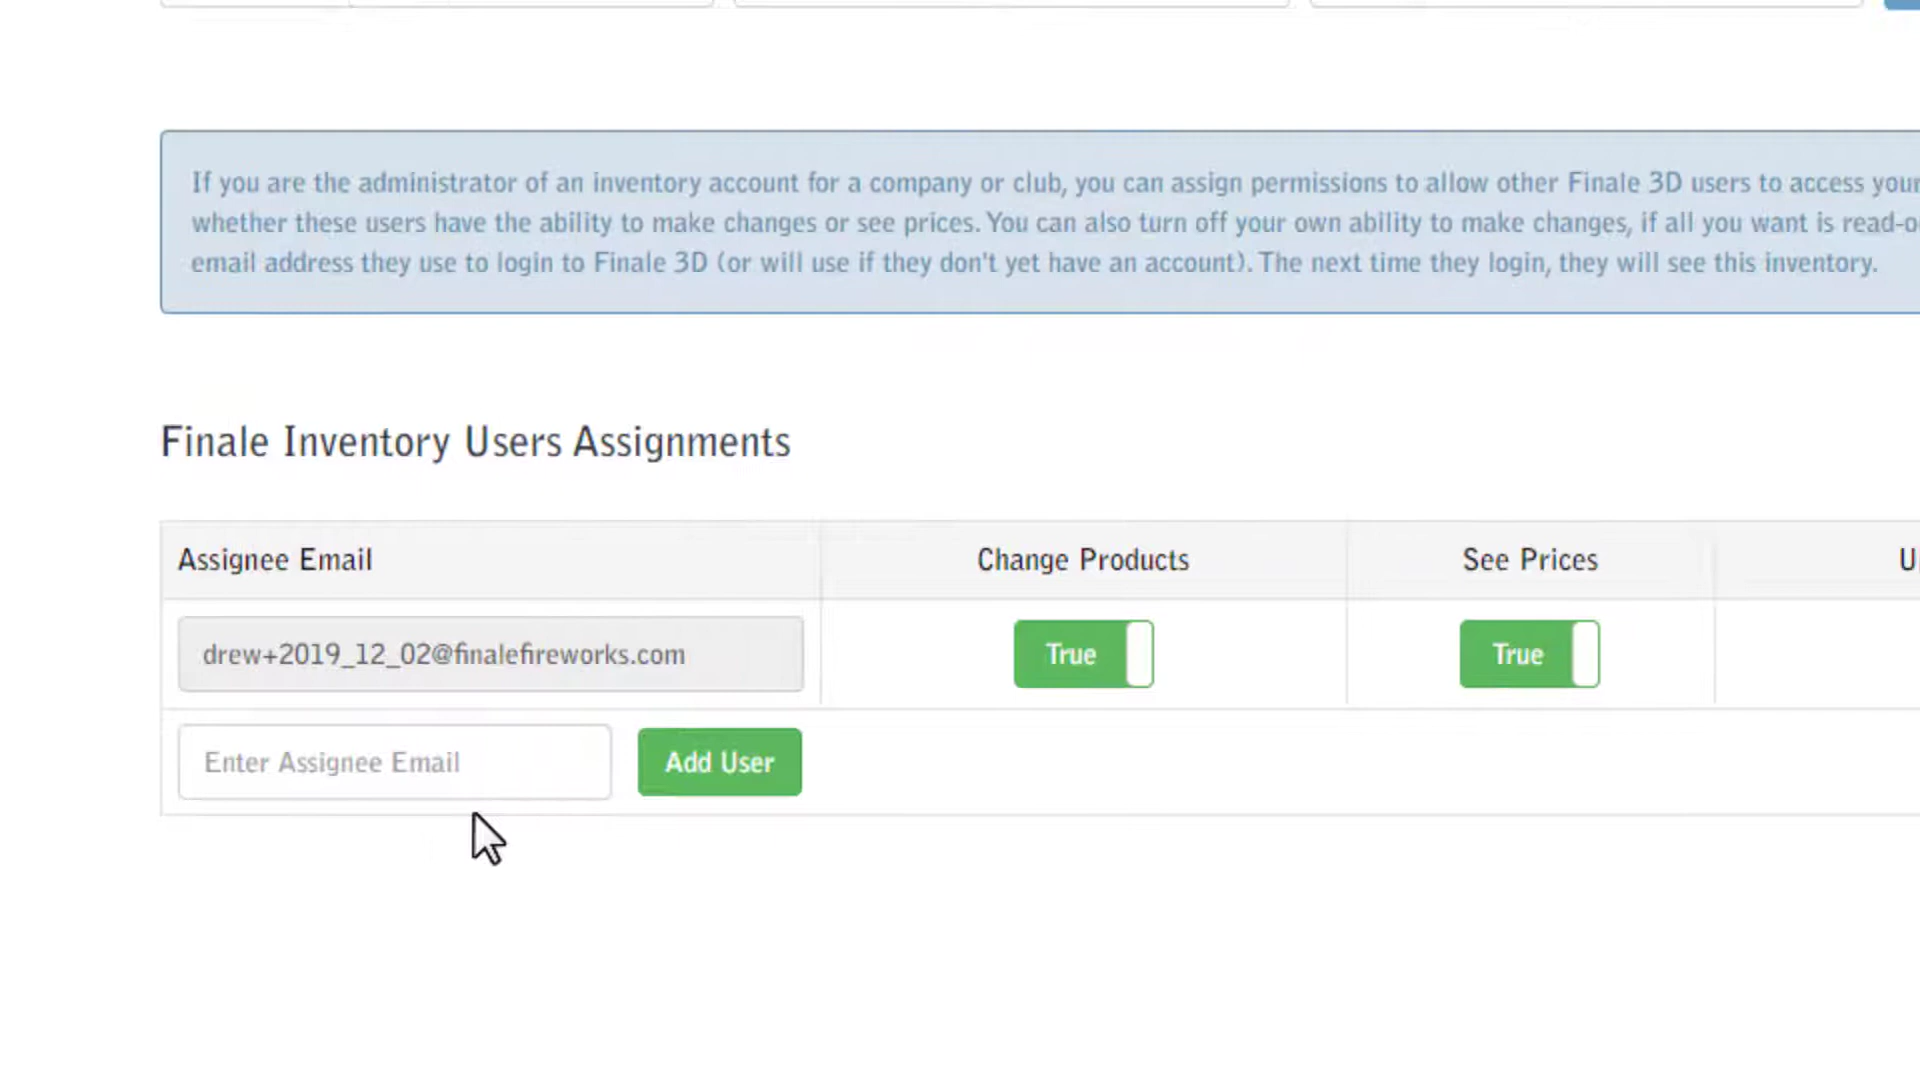 If you are the administrator of an inventory account for a company or club, you can assign permissions to allow other Finale 3D users to access your
whether these users have the ability to make changes or see prices. You can also turn off your own ability to make changes, if all you want is read-o
email address they use to login to Finale 3D (or will use if they don't yet have an account). The next time they login, they will see this inventory.
Finale Inventory Users Assignments
Assignee Email Change Products See Prices
drew+2019_12_02@finalefireworks.com True True
Enter Assignee Email Add User